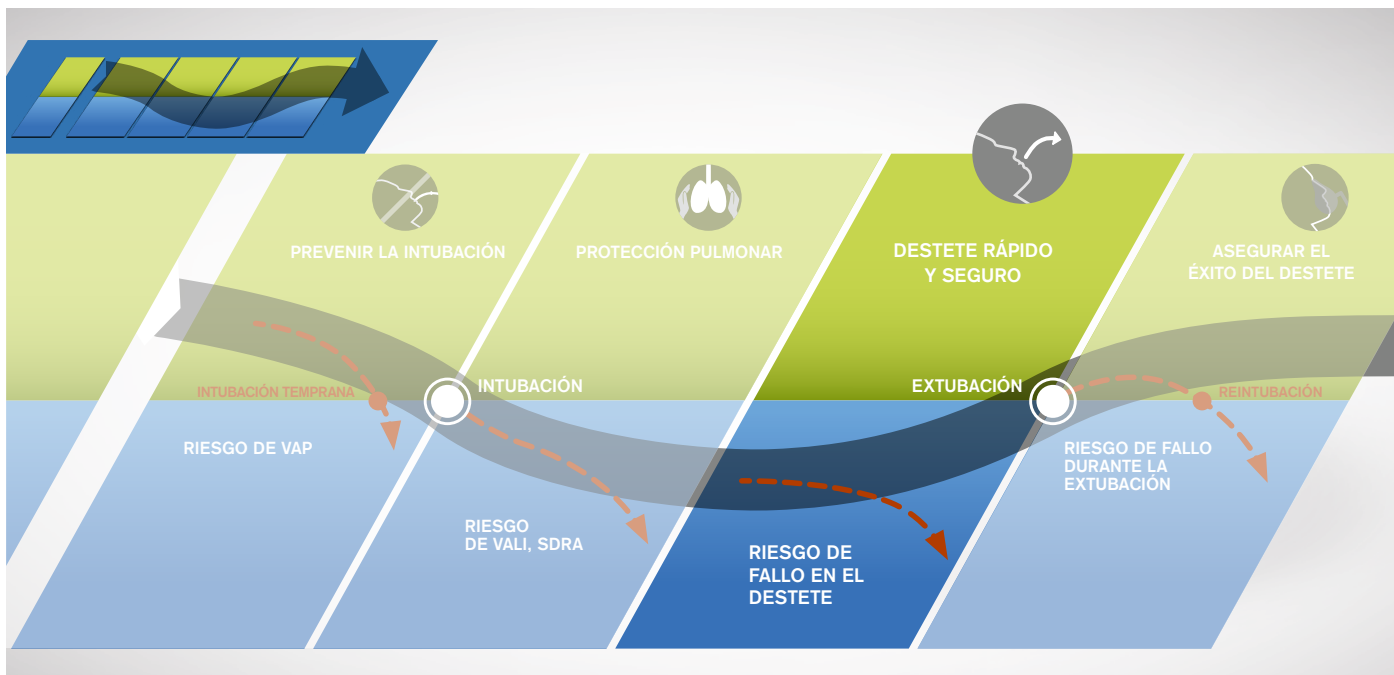 PREVENIR LA INTUBACIÓN
PROTECCIÓN PULMONAR
DESTETE RÁPIDO
Y SEGURO
ASEGURAR EL
ÉXITO DEL DESTETE
INTUBACIÓN TEMPRANA
INTUBACIÓN
EXTUBACIÓN
REINTUBACIÓN
RIESGO DE VAP
RIESGO
DE VALI, SDRA
RIESGO DE
FALLO EN EL
DESTETE
RIESGO DE FALLO
DURANTE LA
EXTUBACIÓN